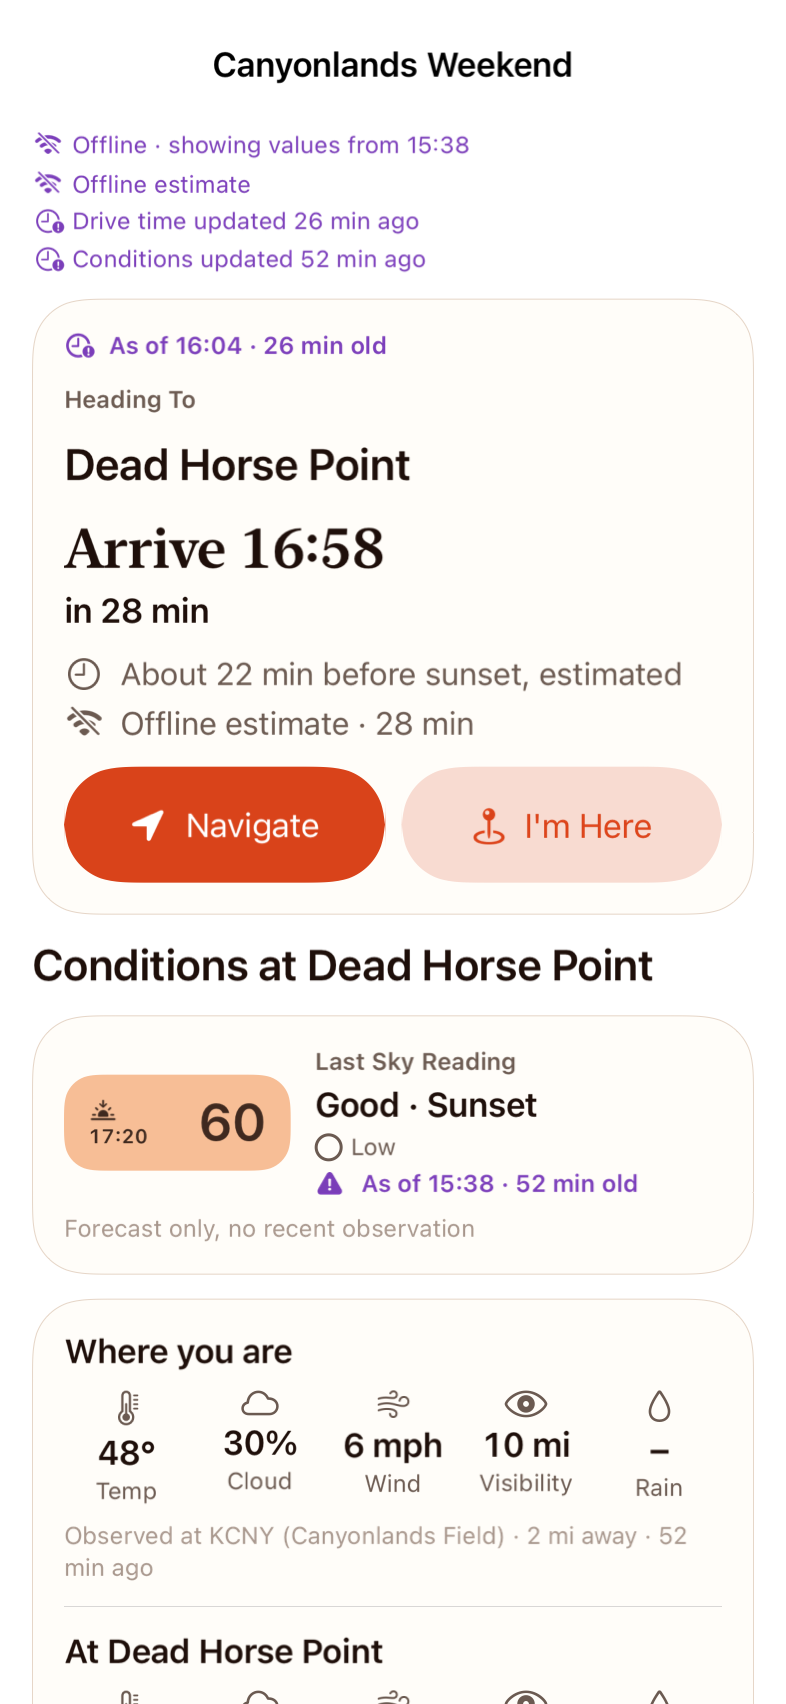 Canyonlands Weekend
Offline · showing values from 15:38
Offline estimate
Drive time updated 26 min ago
Conditions updated 52 min ago
As of 16:04 · 26 min old
Heading To
Dead Horse Point
Arrive 16:58
in 28 min
About 22 min before sunset, estimated
Offline estimate · 28 min
Navigate
I'm Here
Conditions at Dead Horse Point
17:20
60
Last Sky Reading
Good · Sunset
Low
As of 15:38 · 52 min old
Forecast only, no recent observation
Where you are
48° 30% 6 mph 10 mi –
Temp Cloud Wind Visibility Rain
Observed at KCNY (Canyonlands Field) · 2 mi away · 52
min ago
At Dead Horse Point